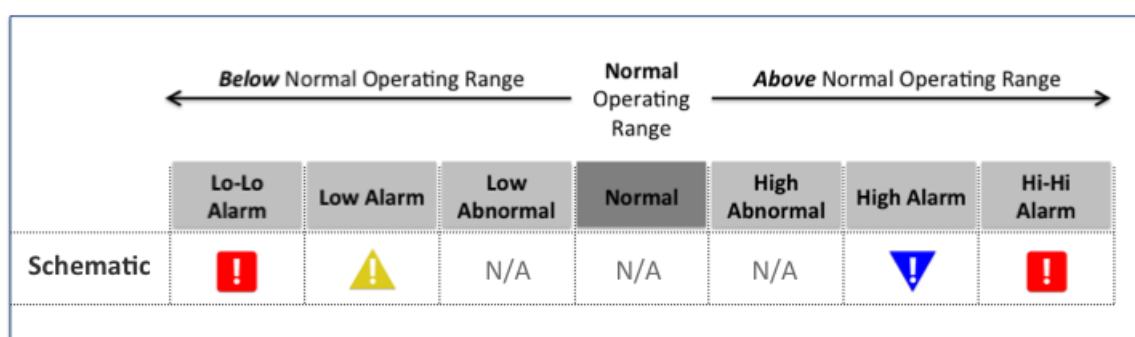 Below Normal Operating Range
Normal
Operating
Range
Above Normal Operating Range
Lo-Lo
Alarm
Low Alarm
Low
Abnormal
Normal
High
Abnormal
High Alarm
Hi-Hi
Alarm
Schematic
!
!
N/A
N/A
N/A
!
!